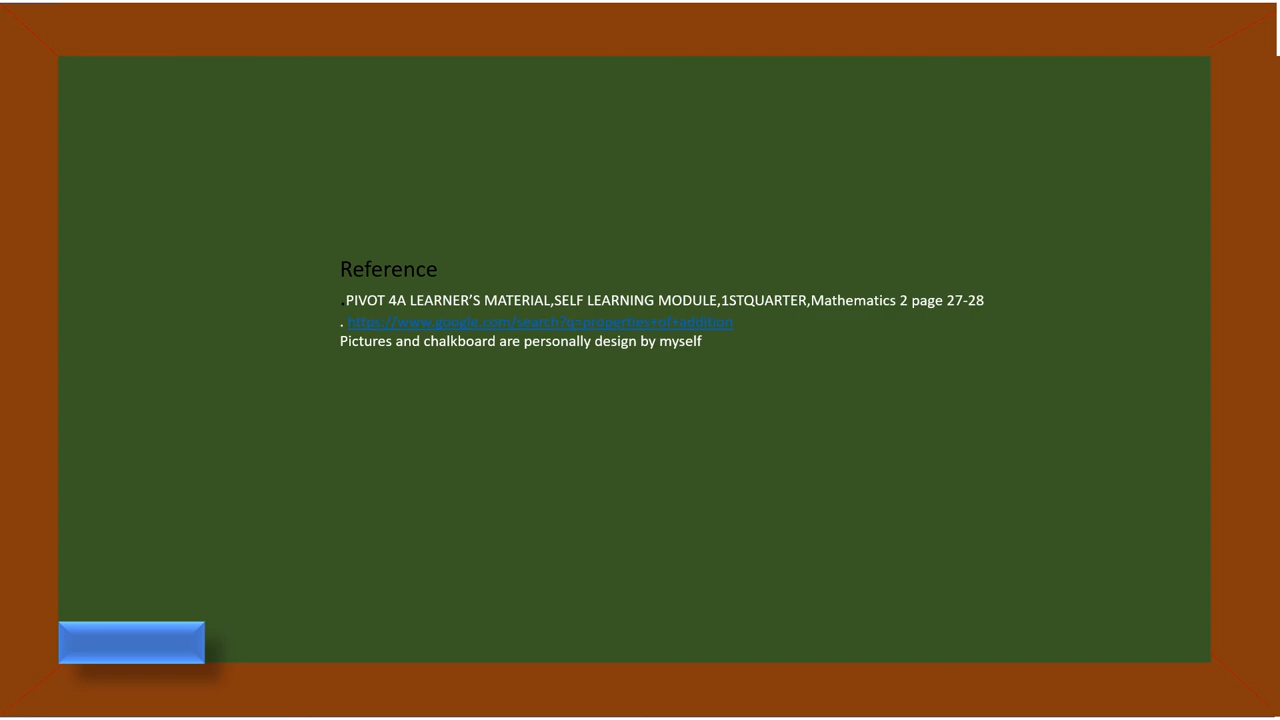 Reference
.PIVOT 4A LEARNER’S MATERIAL,SELF LEARNING MODULE,1STQUARTER,Mathematics 2 page 27-28
. https://www.google.com/search?q=properties+of+addition
Pictures and chalkboard are personally design by myself